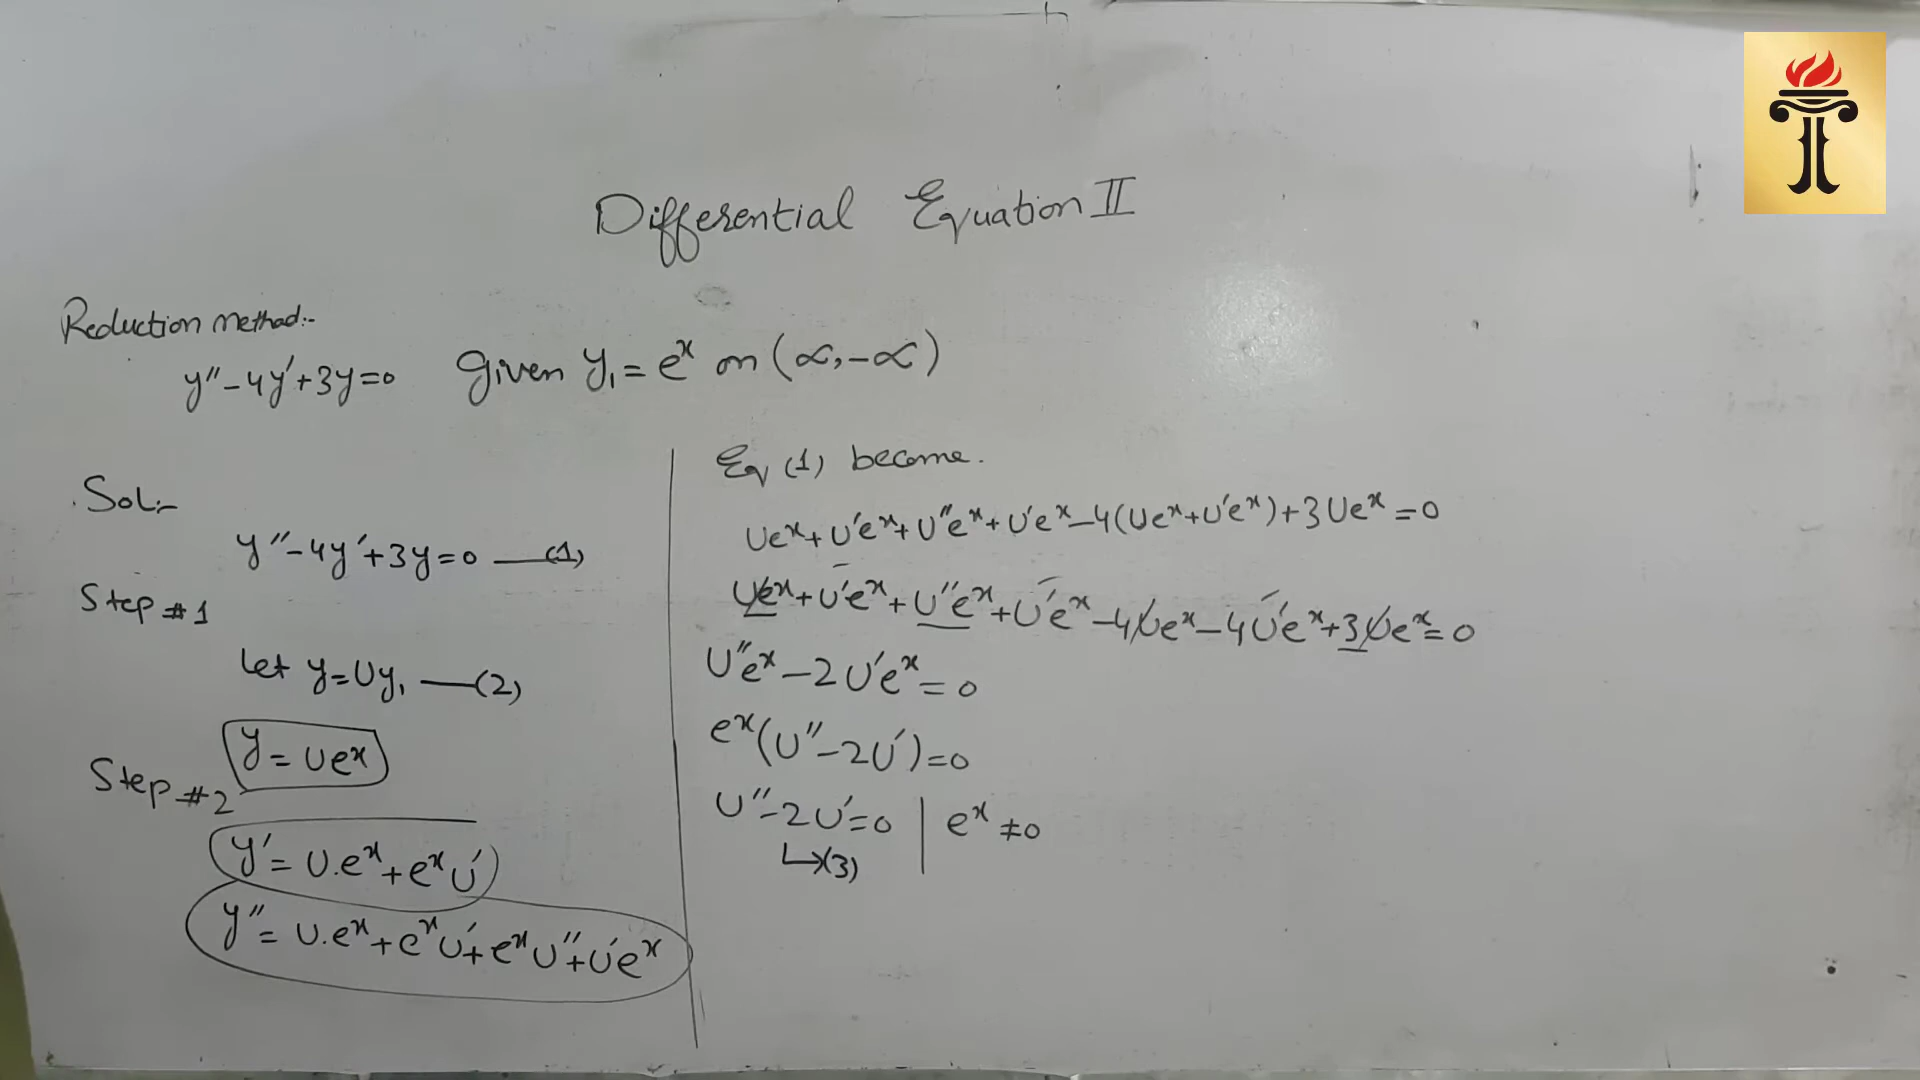 Differential Equation II
Reduction method:-
y"-4y'+3y=0 Given y₁=eˣ on (∝,-∝)
Sol:-
y"-4y'+3y=0 —(1)
Step #1
let y=Uy₁ —(2)
y=Ueˣ
Step #2
y'=U.eˣ+eˣU'
y"=U.eˣ+eˣU'+eˣU"+U'eˣ
Eq (1) become.
Ueˣ+U'eˣ+U"eˣ+U'eˣ-4(Ueˣ+U'eˣ)+3Ueˣ=0
Ueˣ+U'eˣ+U"eˣ+U'eˣ-4Ueˣ-4U'eˣ+3Ueˣ=0
U"eˣ-2U'eˣ=0
eˣ(U"-2U')=0
U"-2U'=0 | eˣ≠0
↳(3)